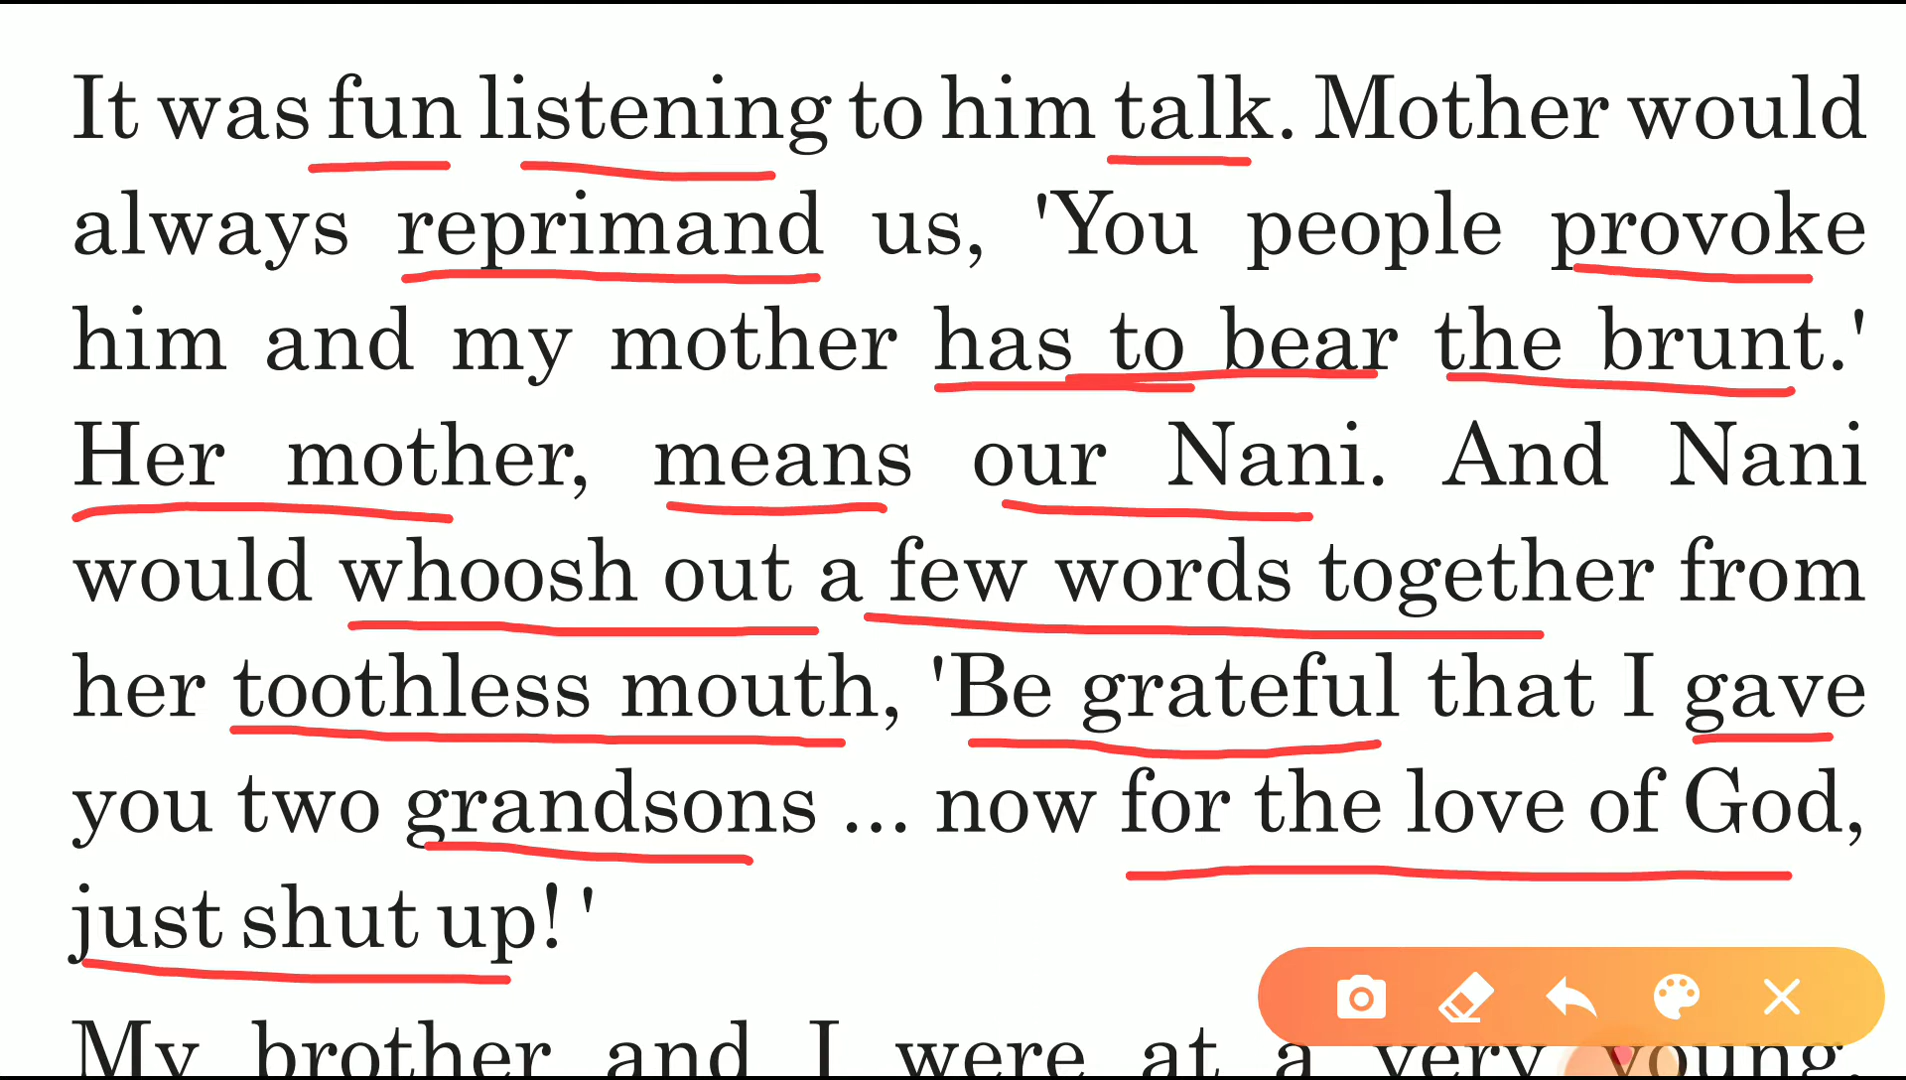 It was fun listening to him talk. Mother would
always reprimand us, 'You people provoke
him and my mother has to bear the brunt.'
Her mother, means our Nani. And Nani
would whoosh out a few words together from
her toothless mouth, 'Be grateful that I gave
you two grandsons ... now for the love of God,
just shut up! '
My brother and I were at a very young,